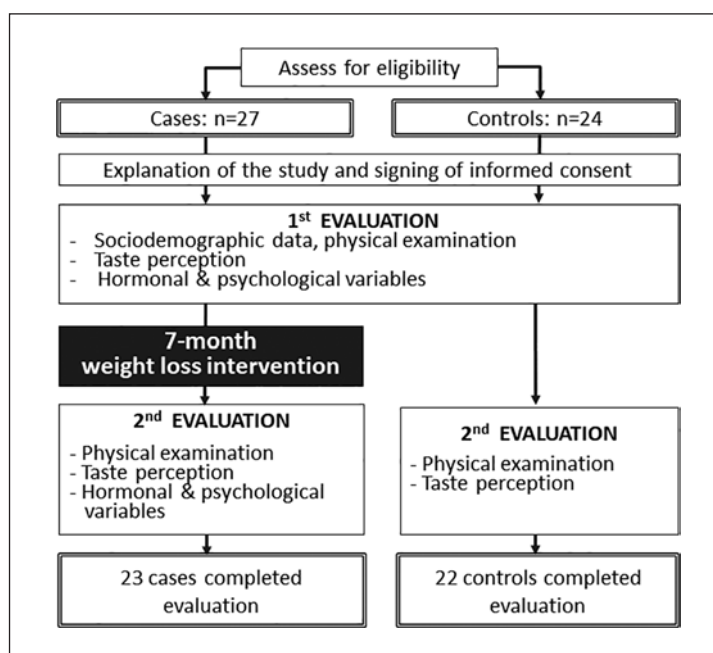 Assess for eligibility
Cases: n=27
Controls: n=24
Explanation of the study and signing of informed consent
1st EVALUATION
- Sociodemographic data, physical examination
- Taste perception
- Hormonal & psychological variables
7-month
weight loss intervention
2nd EVALUATION
- Physical examination
- Taste perception
- Hormonal & psychological
variables
2nd EVALUATION
- Physical examination
- Taste perception
23 cases completed
evaluation
22 controls completed
evaluation